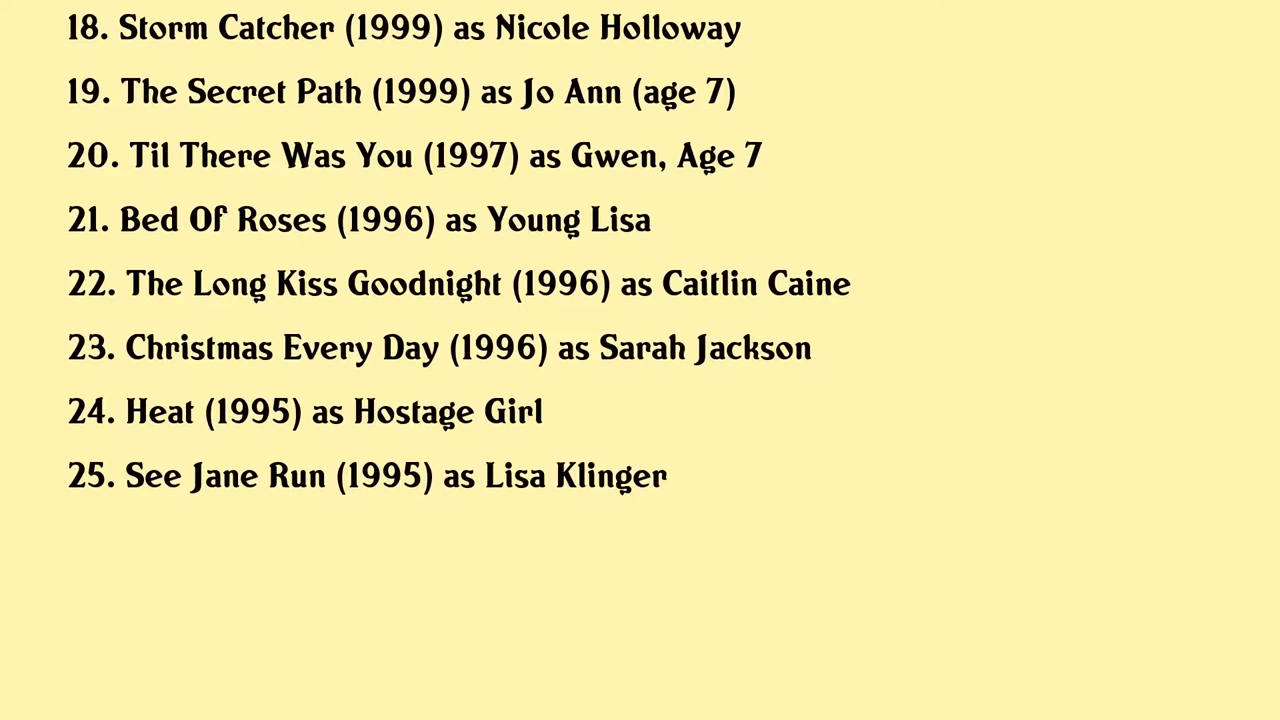 18. Storm Catcher (1999) as Nicole Holloway
19. The Secret Path (1999) as Jo Ann (age 7)
20. Til There Was You (1997) as Gwen, Age 7
21. Bed Of Roses (1996) as Young Lisa
22. The Long Kiss Goodnight (1996) as Caitlin Caine
23. Christmas Every Day (1996) as Sarah Jackson
24. Heat (1995) as Hostage Girl
25. See Jane Run (1995) as Lisa Klinger